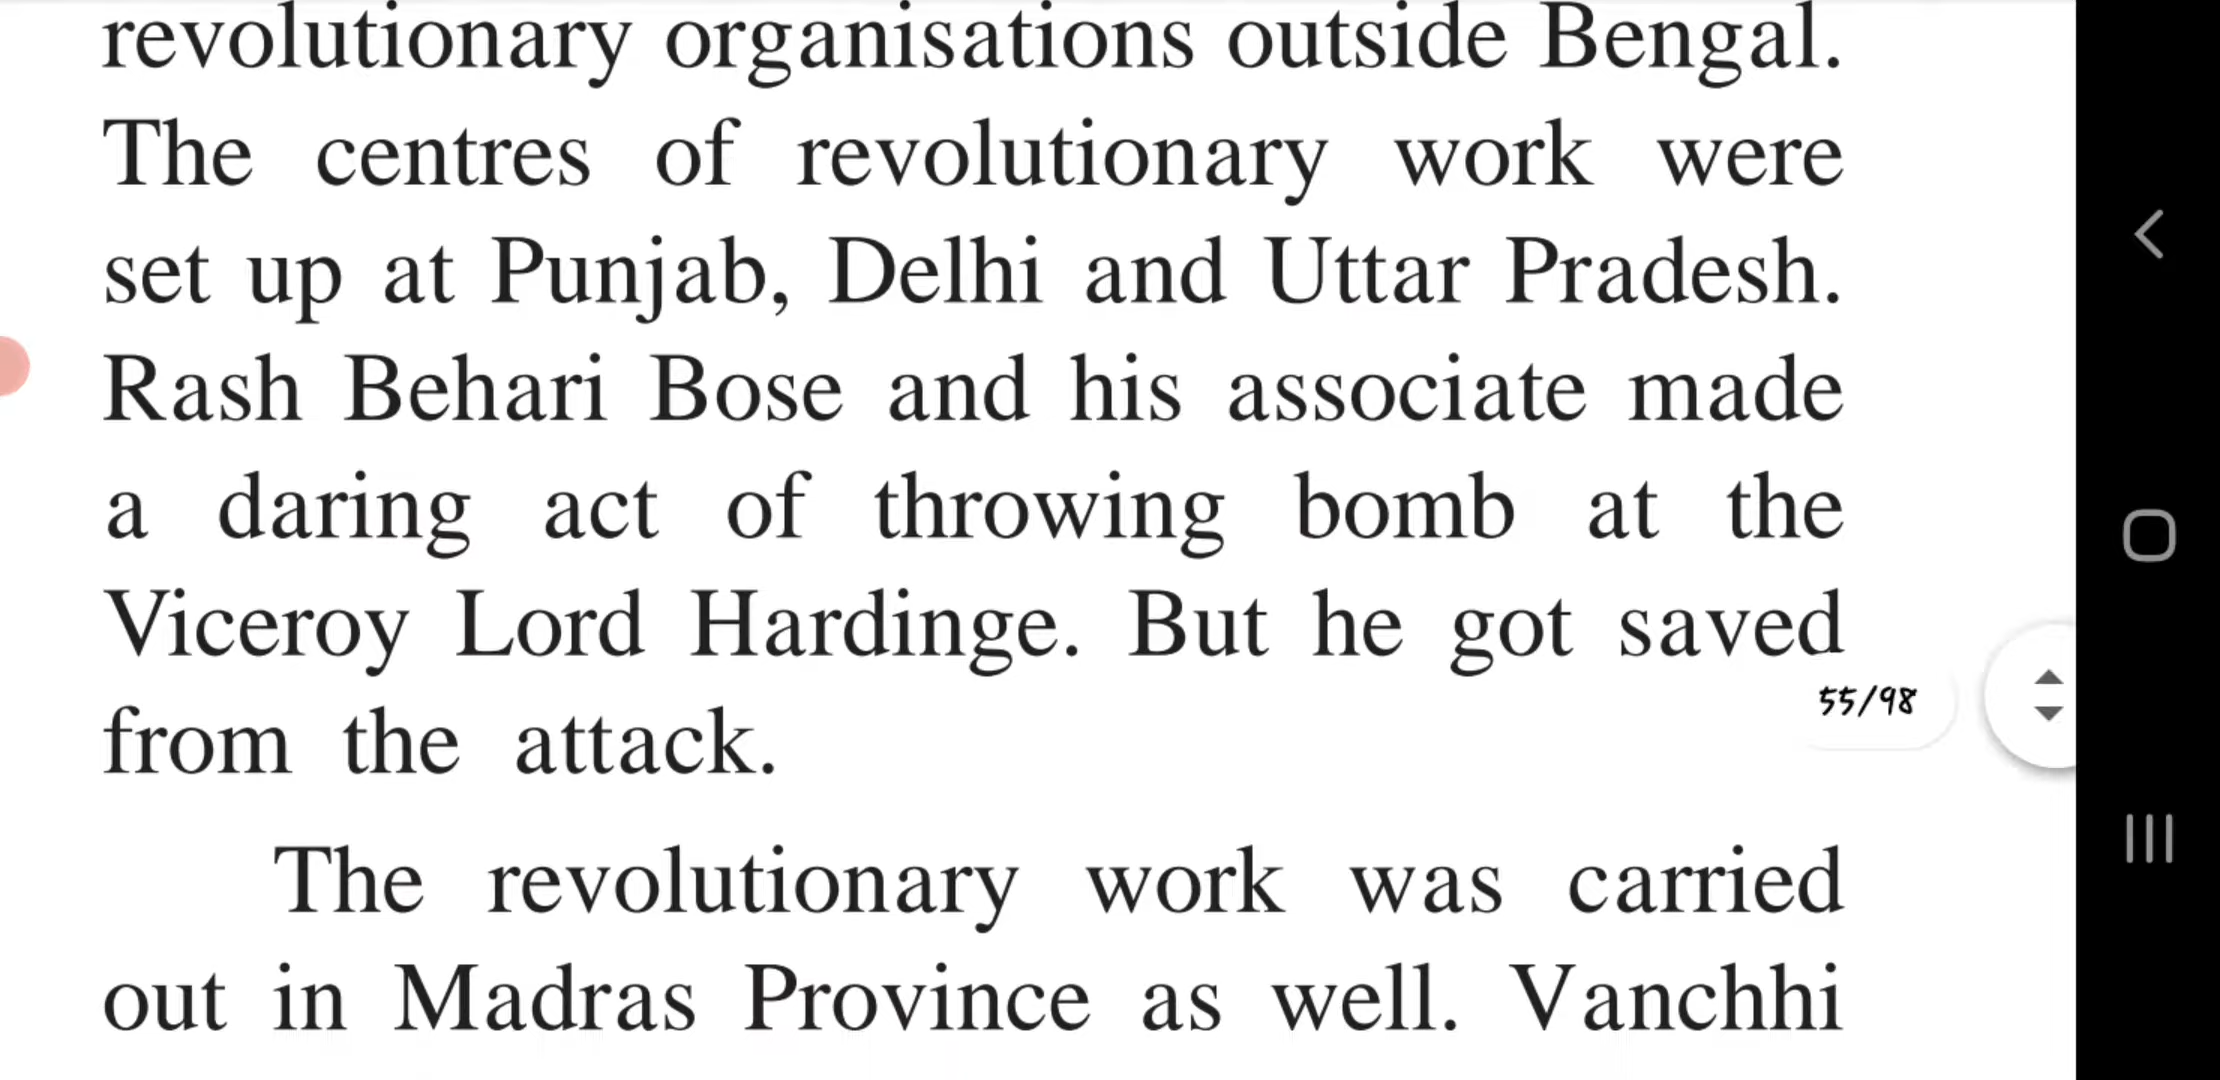 revolutionary organisations outside Bengal.
The centres of revolutionary work were
set up at Punjab, Delhi and Uttar Pradesh.
Rash Behari Bose and his associate made
a daring act of throwing bomb at the
Viceroy Lord Hardinge. But he got saved
from the attack.
55/98
The revolutionary work was carried
out in Madras Province as well. Vanchhi